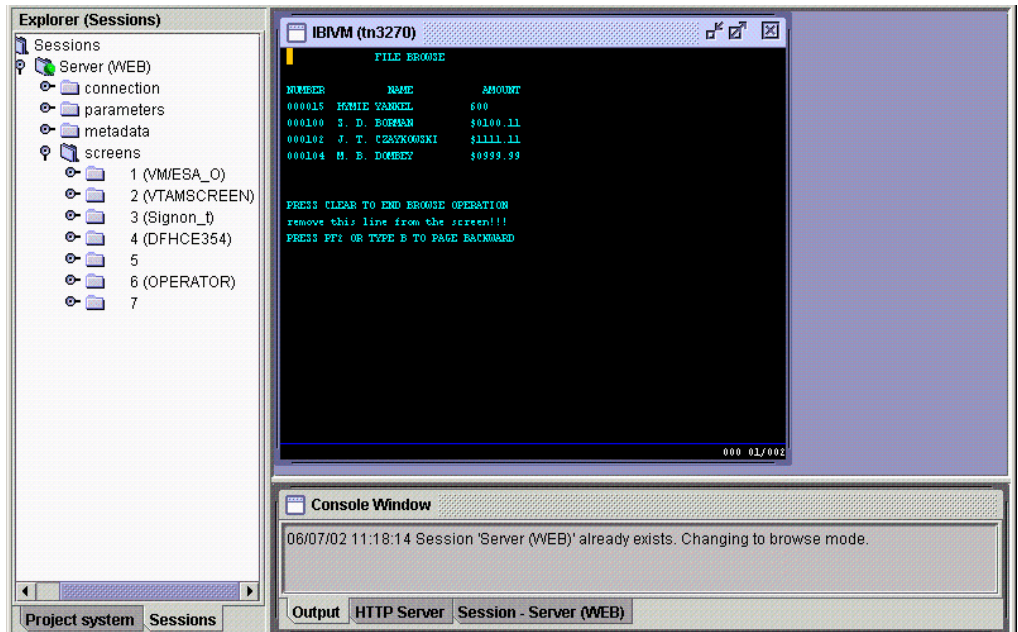 Explorer (Sessions)
Sessions
Server (WEB)
connection
parameters
metadata
screens
1 (VM/ESA_O)
2 (VTAMSCREEN)
3 (Signon_t)
4 (DFHCE354)
5
6 (OPERATOR)
7
Project system Sessions
IBIVM (tn3270)
FILE BROWSE
NUMBER NAME AMOUNT
000015 HYMIE YANKEL 600
000100 S. D. BORMAN $0100.11
000102 J. T. CZAYKOWSKI $1111.11
000104 M. B. DOMBEY $0999.99
PRESS CLEAR TO END BROWSE OPERATION
remove this line from the screen!!!
PRESS PF2 OR TYPE B TO PAGE BACKWARD
000 01/002
Console Window
06/07/02 11:18:14 Session 'Server (WEB)' already exists. Changing to browse mode.
Output HTTP Server Session - Server (WEB)